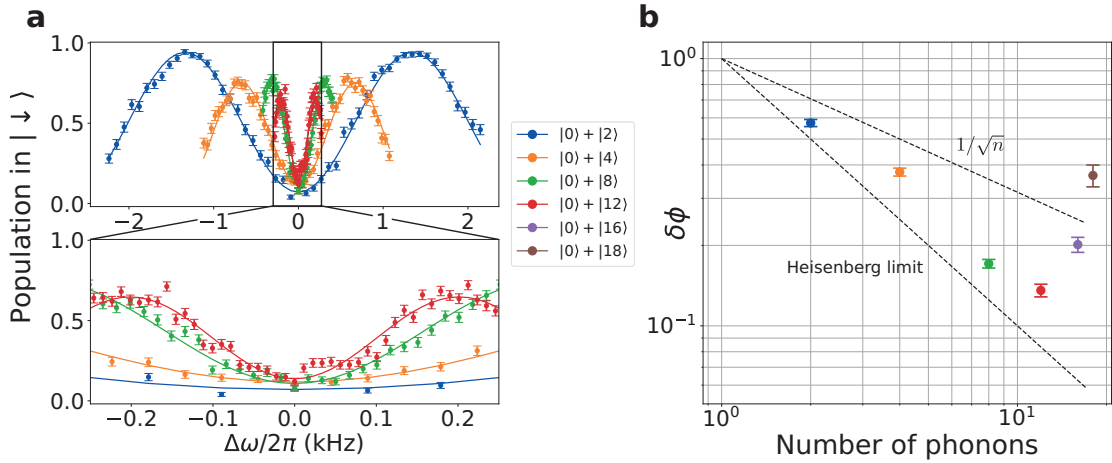 a
Population in | ↓ ⟩
1.0
0.5
0.0
−2
−1
0
1
2
1.0
0.5
0.0
−0.2
−0.1
0.0
0.1
0.2
Δω/2π (kHz)
|0⟩ + |2⟩
|0⟩ + |4⟩
|0⟩ + |8⟩
|0⟩ + |12⟩
|0⟩ + |16⟩
|0⟩ + |18⟩
b
δϕ
10⁰
10⁻¹
1/√n
Heisenberg limit
10⁰
10¹
Number of phonons